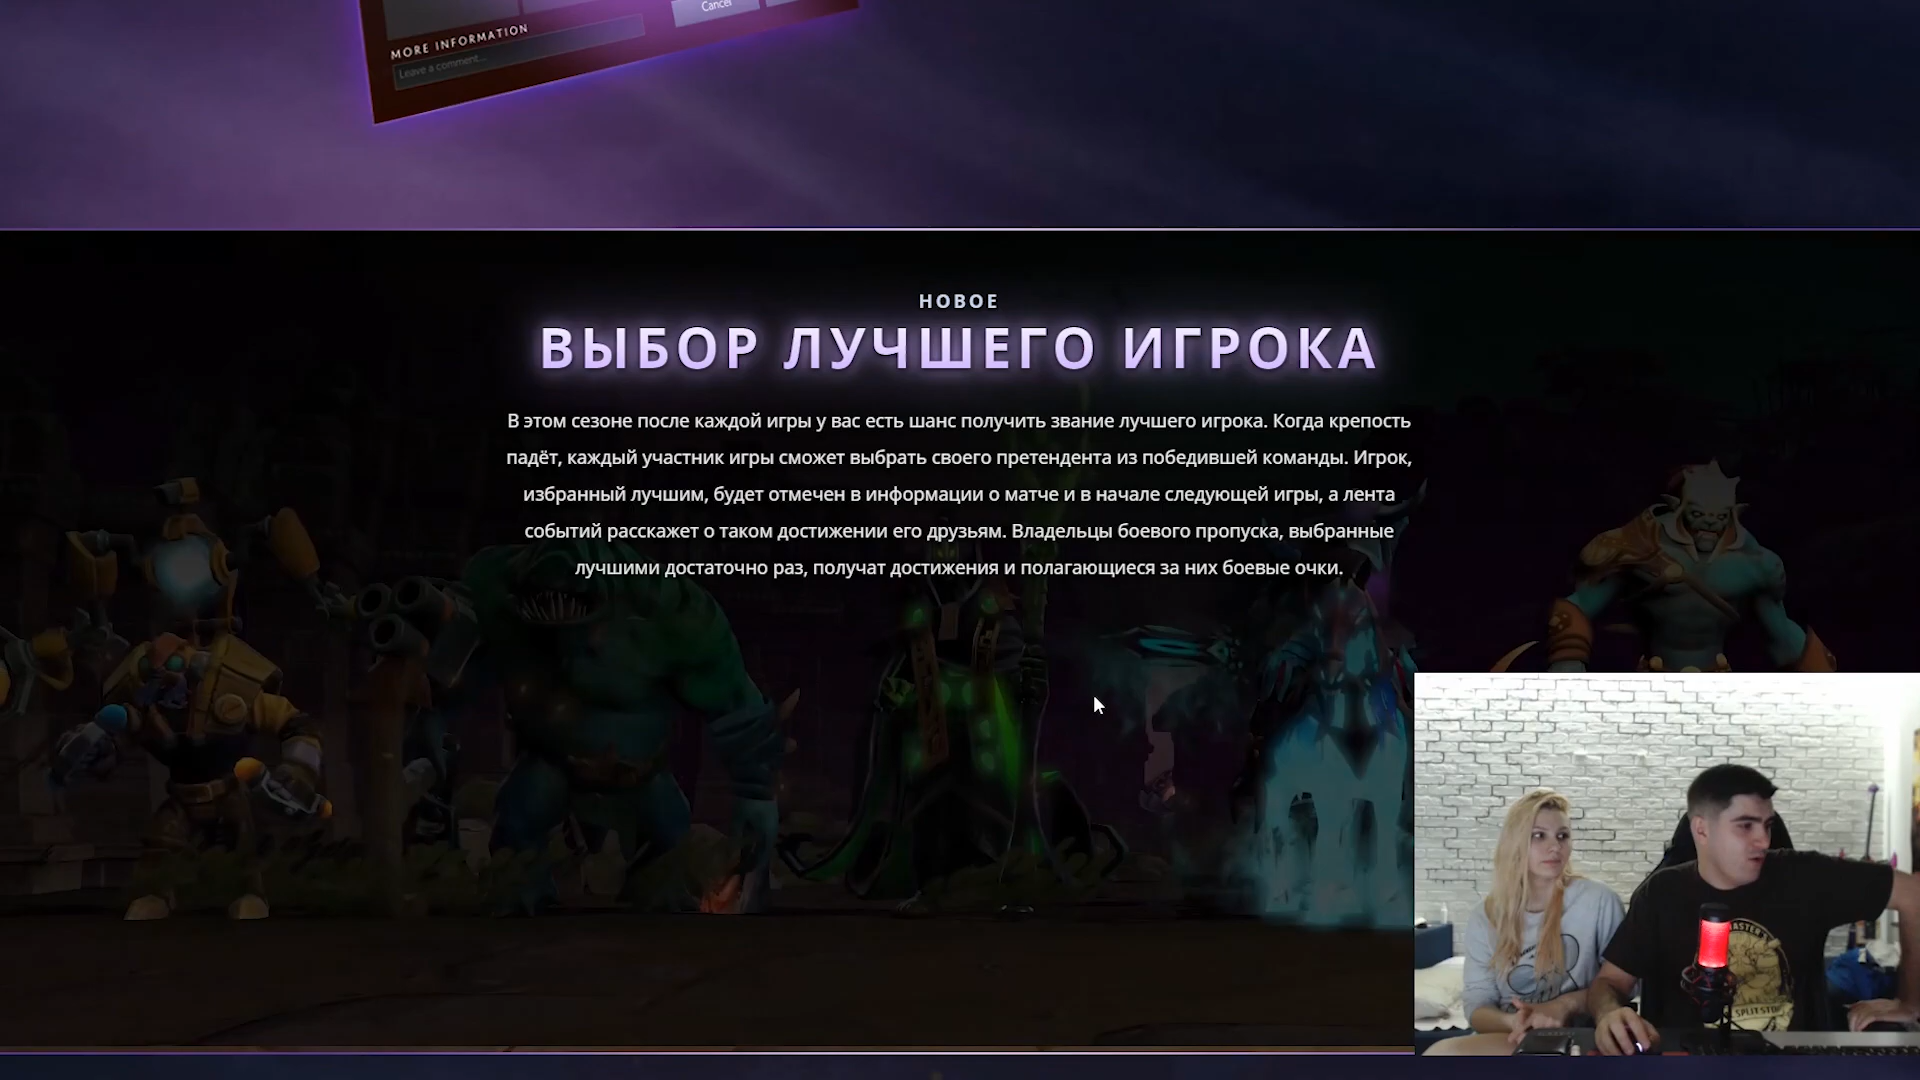 Cancel
MORE INFORMATION
Leave a comment...
НОВОЕ
ВЫБОР ЛУЧШЕГО ИГРОКА
В этом сезоне после каждой игры у вас есть шанс получить звание лучшего игрока. Когда крепость
падёт, каждый участник игры сможет выбрать своего претендента из победившей команды. Игрок,
избранный лучшим, будет отмечен в информации о матче и в начале следующей игры, а лента
событий расскажет о таком достижении его друзьям. Владельцы боевого пропуска, выбранные
лучшими достаточно раз, получат достижения и полагающиеся за них боевые очки.